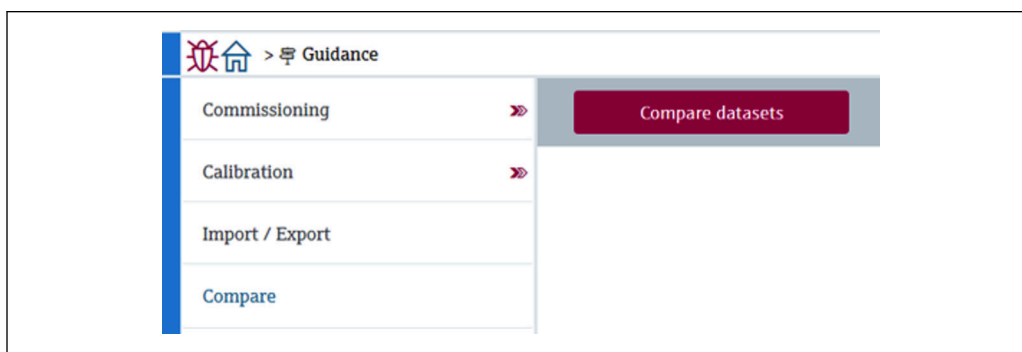 > Guidance
Commissioning
Compare datasets
Calibration
Import / Export
Compare